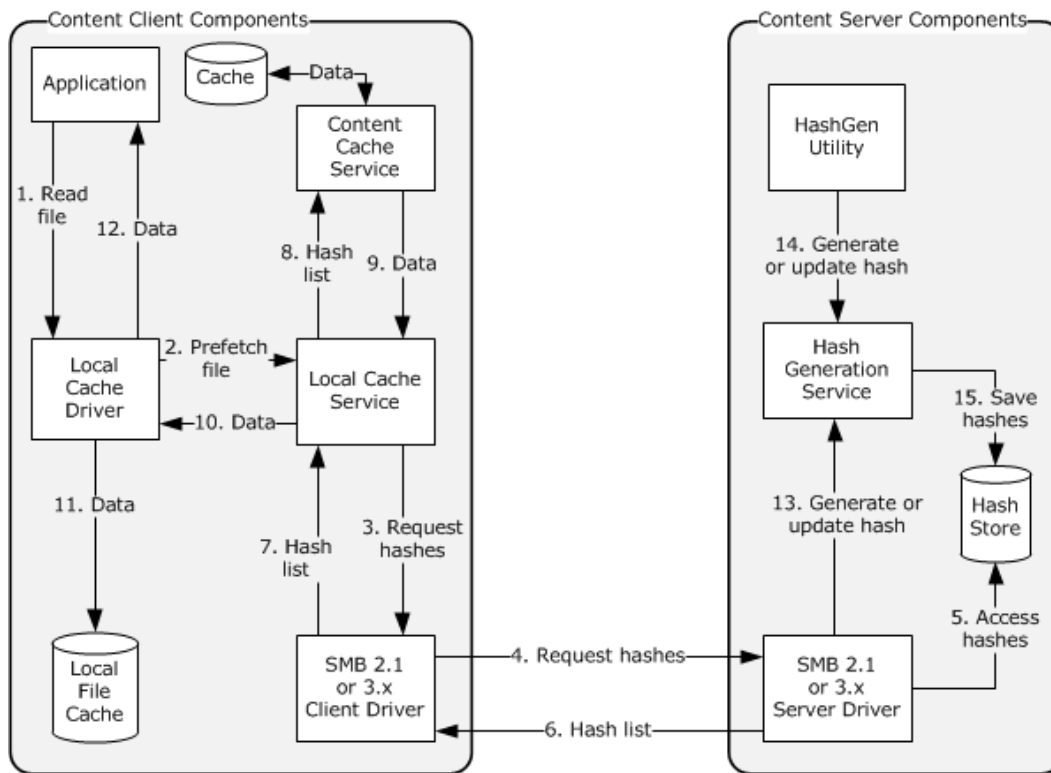 Content Client Components
Content Server Components
Application
Cache
Data
Content
Cache
Service
HashGen
Utility
1. Read
file
12. Data
8. Hash
list
9. Data
14. Generate
or update hash
Local
Cache
Driver
2. Prefetch
file
10. Data
Local Cache
Service
Hash
Generation
Service
15. Save
hashes
11. Data
7. Hash
list
3. Request
hashes
13. Generate or
update hash
Hash
Store
Local
File
Cache
SMB 2.1
or 3.x
Client Driver
4. Request hashes
6. Hash list
SMB 2.1
or 3.x
Server Driver
5. Access
hashes